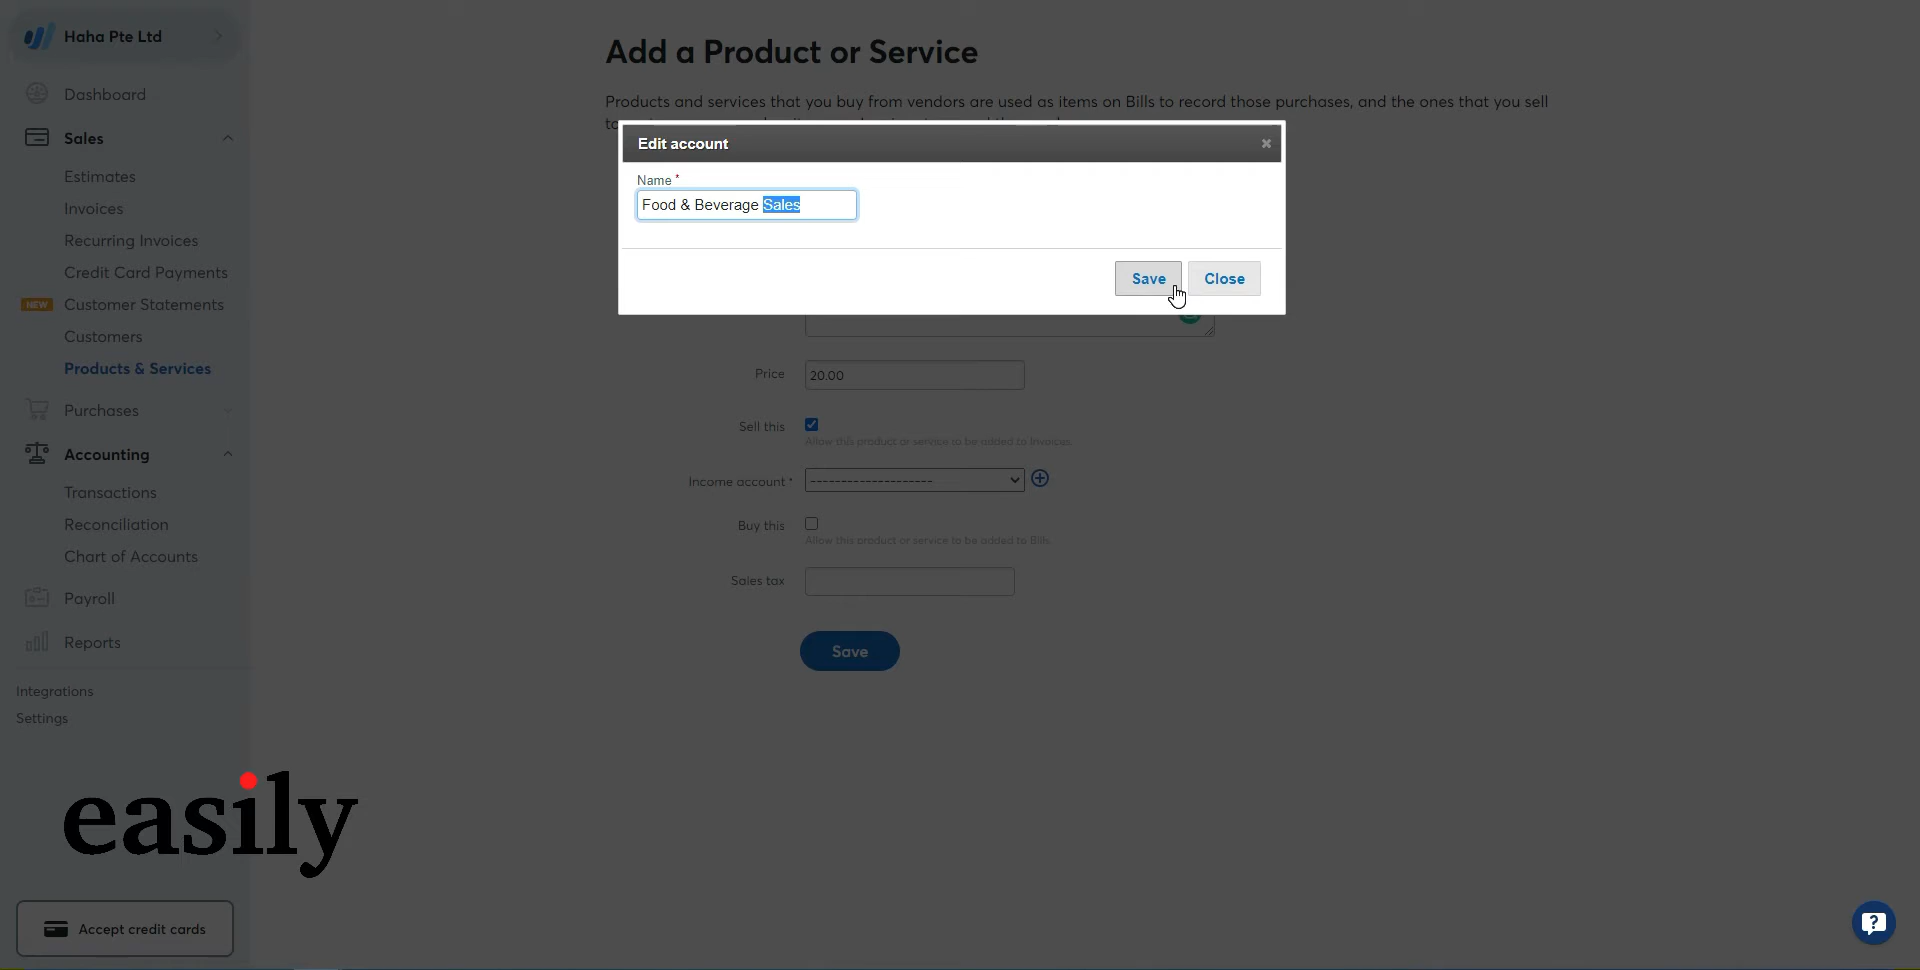 Haha Pte Ltd
Dashboard
Sales
Estimates
Invoices
Recurring Invoices
Credit Card Payments
NEW Customer Statements
Customers
Products & Services
Purchases
Accounting
Transactions
Reconciliation
Chart of Accounts
Payroll
Reports
Integrations
Settings
easily
Accept credit cards
Add a Product or Service
Products and services that you buy from vendors are used as items on Bills to record those purchases, and the ones that you sell
Edit account
Name *
Food & Beverage Sales
Save Close
Price 20.00
Sell this
Allow this product or service to be added to Invoices.
Income account * --------------------
Buy this
Allow this product or service to be added to Bills.
Sales tax
Save